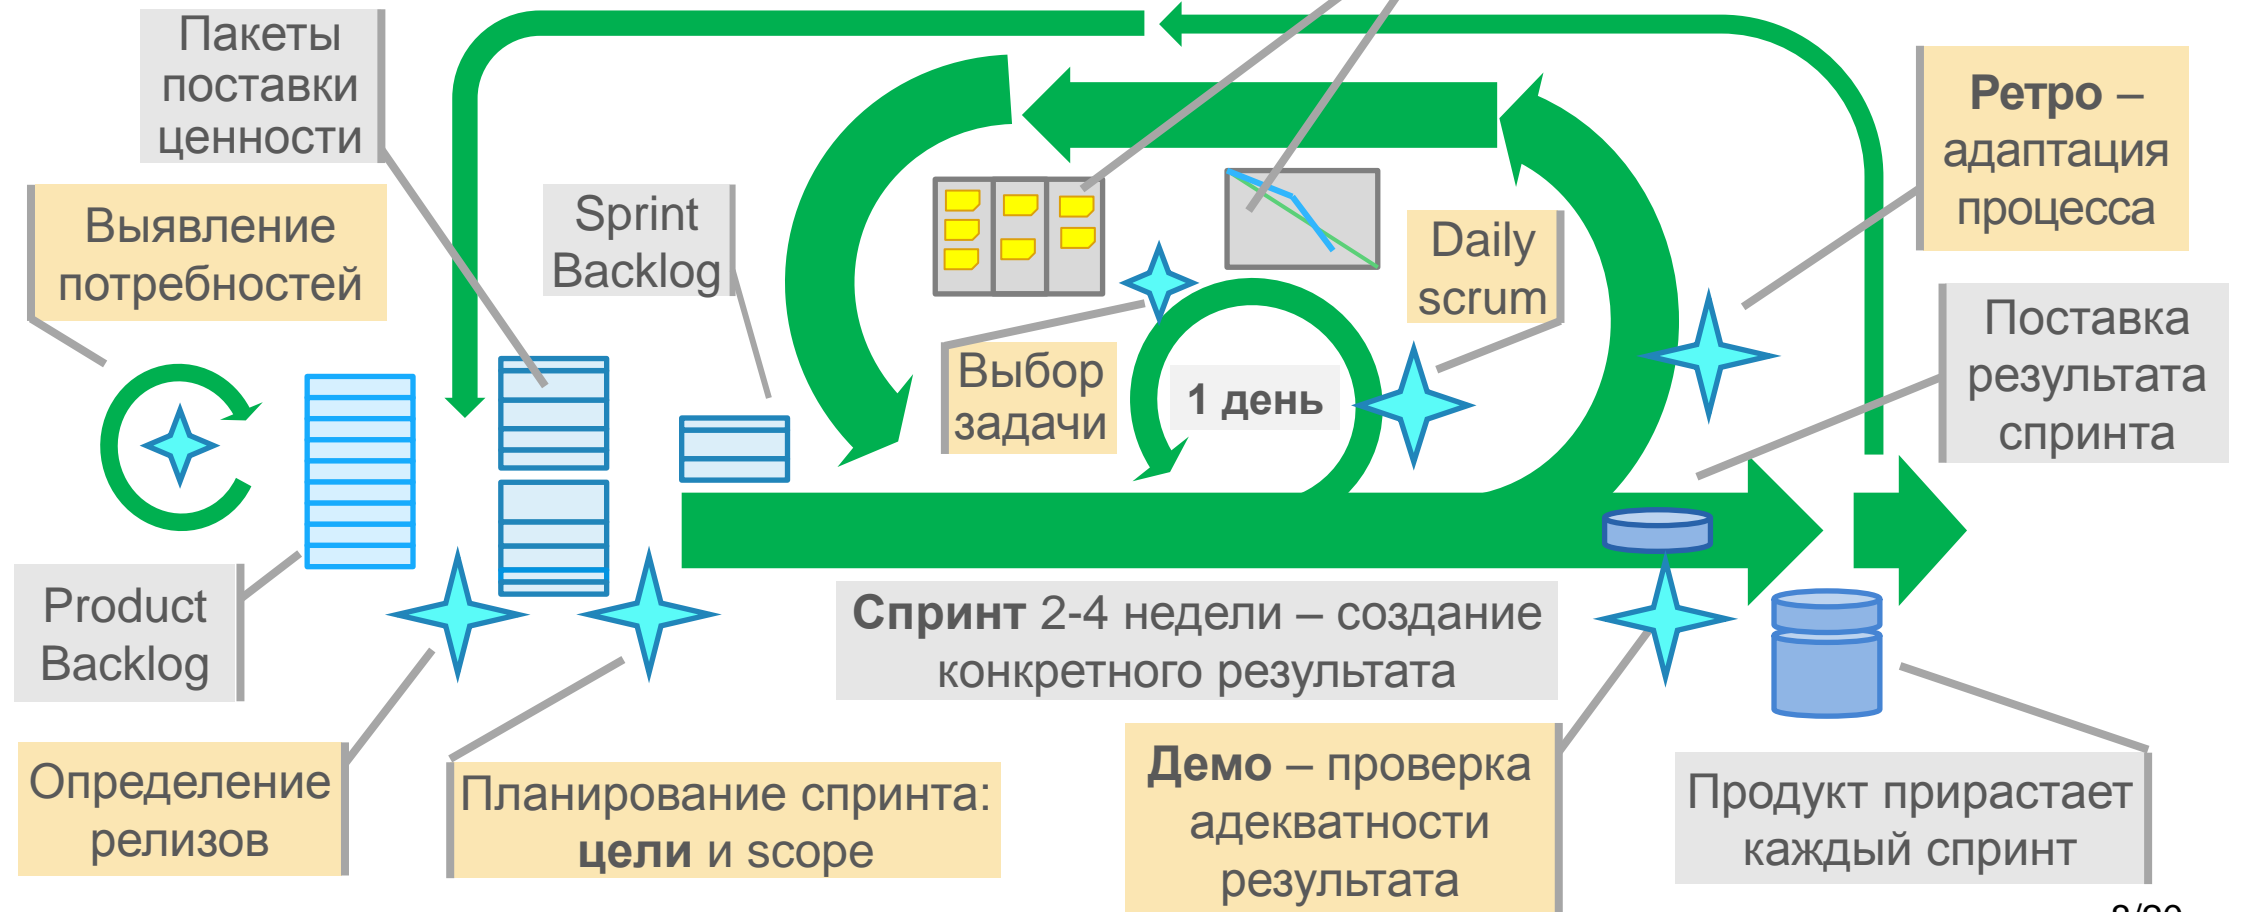 Пакеты
поставки
ценности
Выявление
потребностей
Sprint
Backlog
Ретро –
адаптация
процесса
Daily
scrum
Выбор
задачи
1 день
Поставка
результата
спринта
Product
Backlog
Спринт 2-4 недели – создание
конкретного результата
Определение
релизов
Планирование спринта:
цели и scope
Демо – проверка
адекватности
результата
Продукт прирастает
каждый спринт